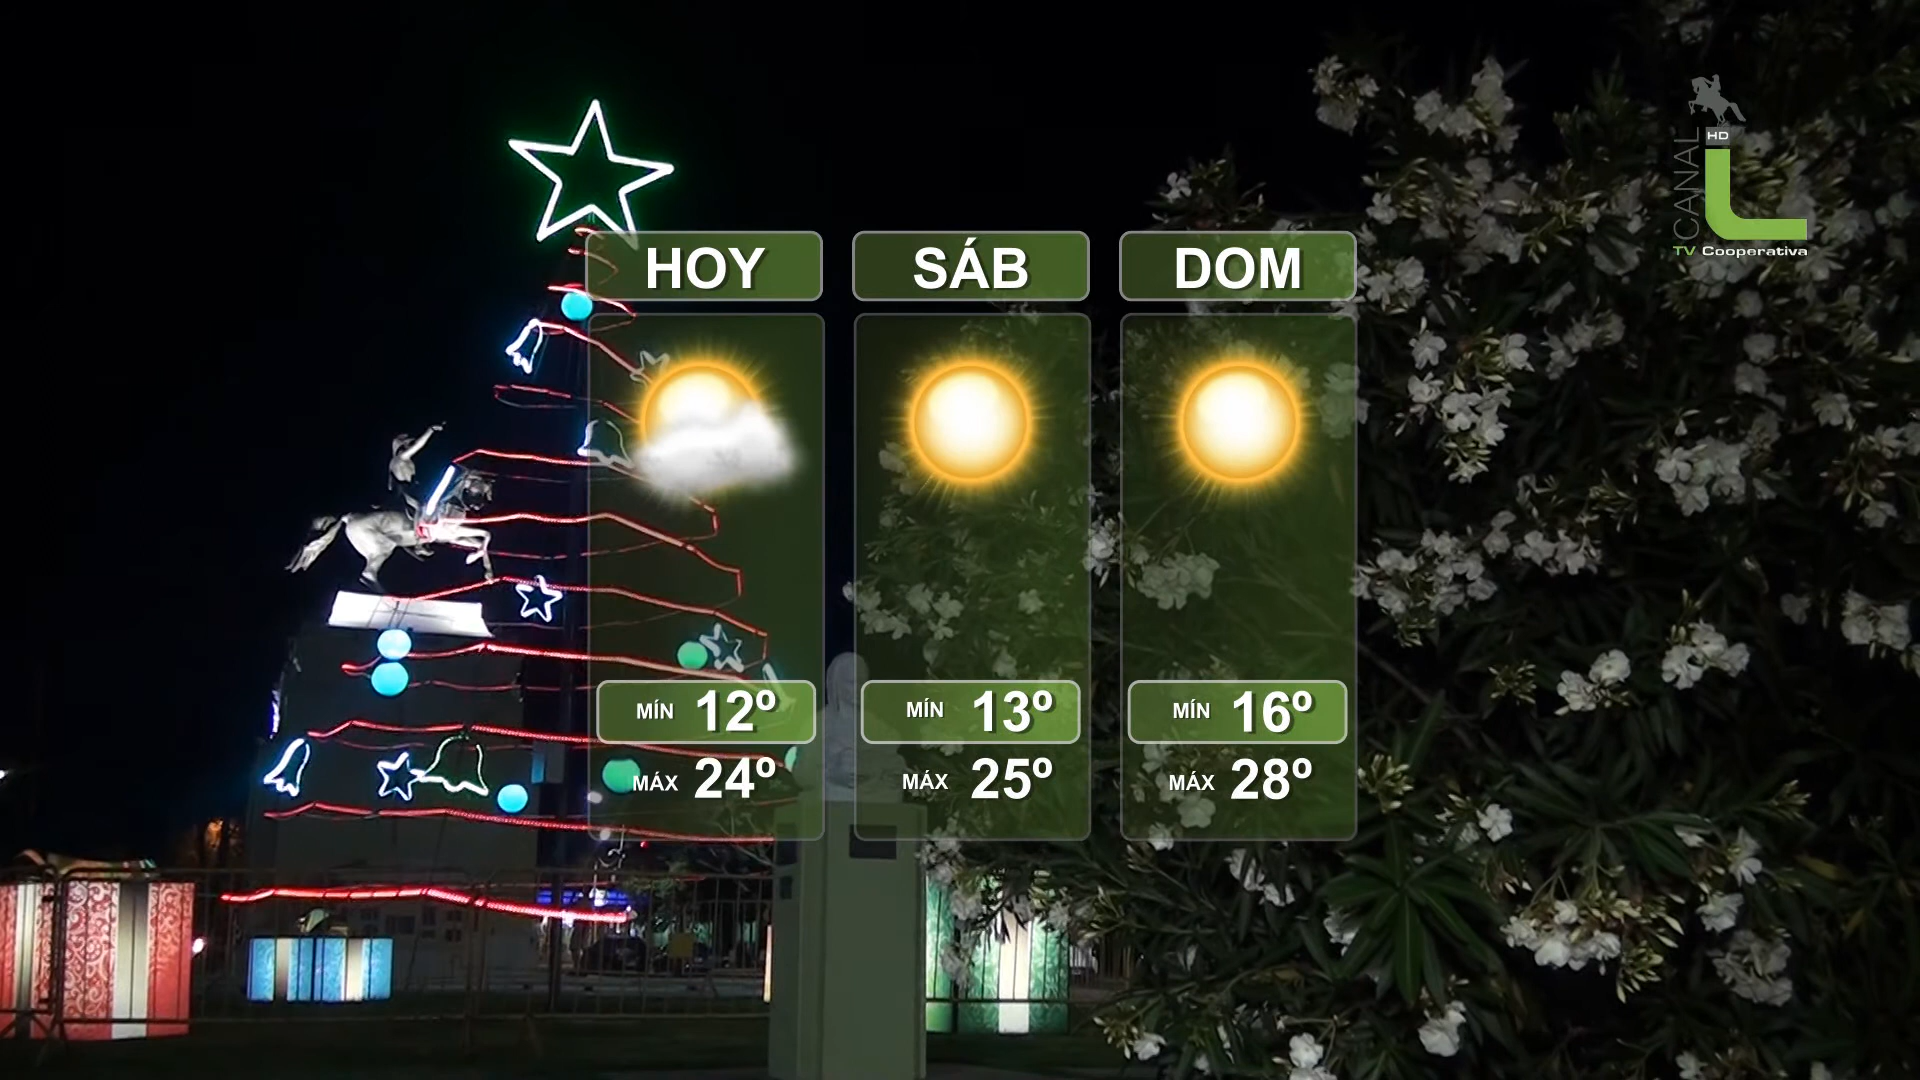 HOY
SÁB
DOM
MÍN 12º
MÁX 24º
MÍN 13º
MÁX 25º
MÍN 16º
MÁX 28º
CANAL
HD
L
TV Cooperativa